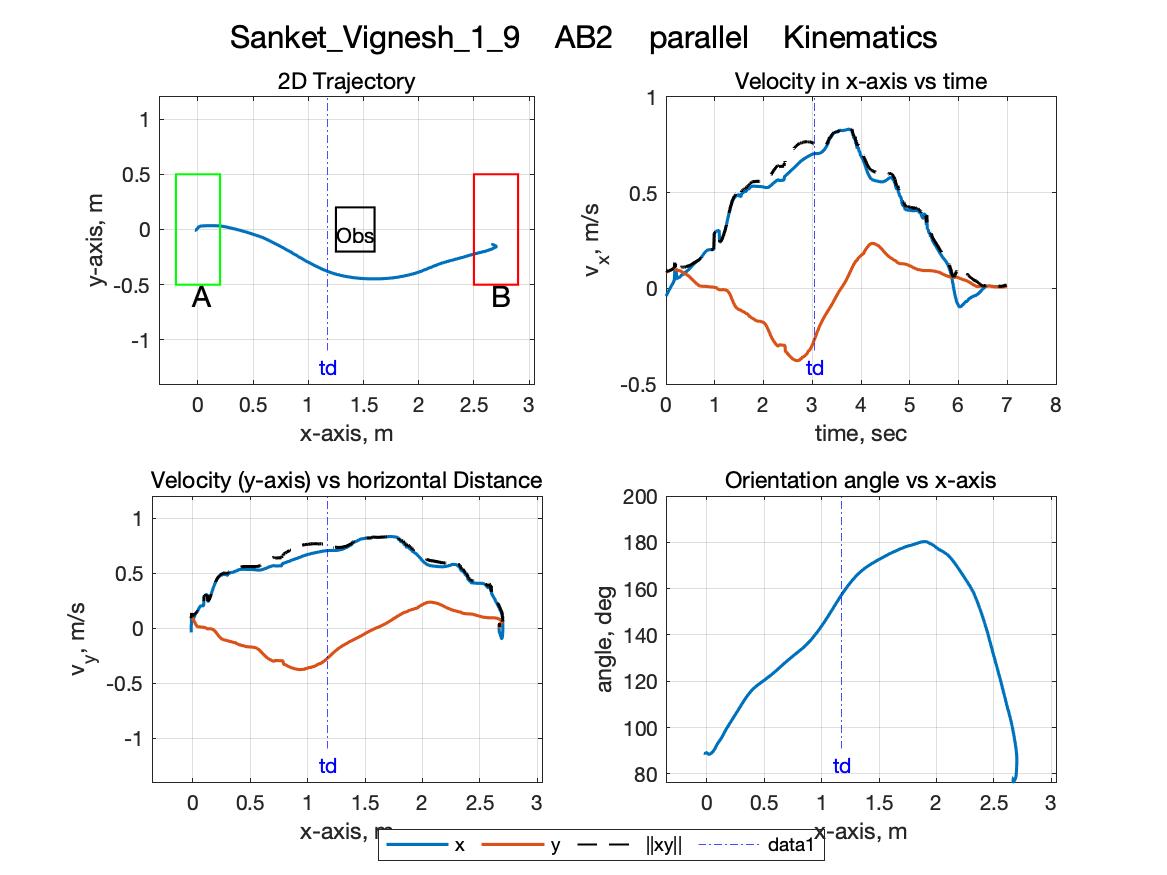 Sanket_Vignesh_1_9 AB2 parallel Kinematics
2D Trajectory
1
0.5
0
-0.5
-1
y-axis, m
Obs
A
B
td
0 0.5 1 1.5 2 2.5 3
x-axis, m
Velocity in x-axis vs time
1
0.5
0
-0.5
vx, m/s
td
0 1 2 3 4 5 6 7 8
time, sec
Velocity (y-axis) vs horizontal Distance
1
0.5
0
-0.5
-1
vy, m/s
td
0 0.5 1 1.5 2 2.5 3
x-axis, m
Orientation angle vs x-axis
200
180
160
140
120
100
80
angle, deg
td
0 0.5 1 1.5 2 2.5 3
x-axis, m
x y ||xy|| data1